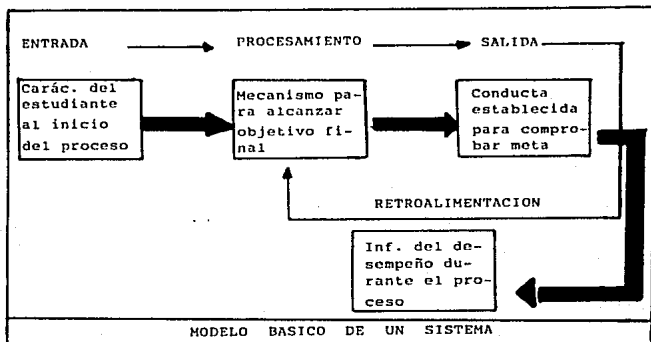 ENTRADA PROCESAMIENTO SALIDA
Carác. del
estudiante
al inicio
del proceso
Mecanismo pa-
ra alcanzar
objetivo fi-
nal
Conducta
establecida
para compro-
bar meta
RETROALIMENTACION
Inf. del de-
sempeño du-
rante el pro-
ceso
MODELO BASICO DE UN SISTEMA